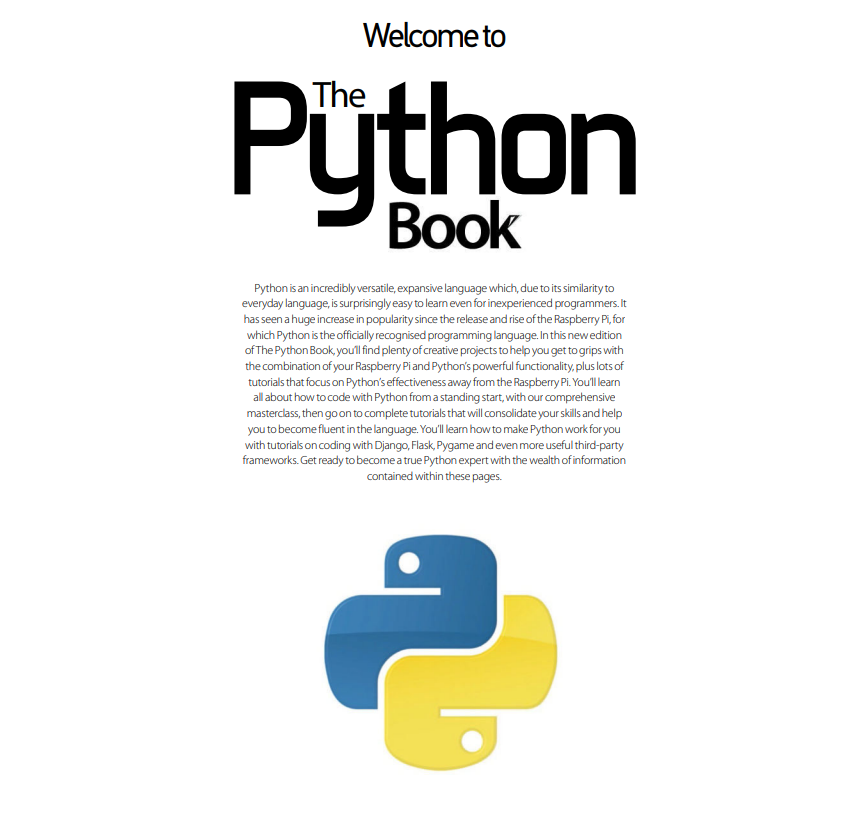 Welcome to
The
Python
Book
Python is an incredibly versatile, expansive language which, due to its similarity to
everyday language, is surprisingly easy to learn even for inexperienced programmers. It
has seen a huge increase in popularity since the release and rise of the Raspberry Pi, for
which Python is the officially recognised programming language. In this new edition
of The Python Book, you'll find plenty of creative projects to help you get to grips with
the combination of your Raspberry Pi and Python's powerful functionality, plus lots of
tutorials that focus on Python's effectiveness away from the Raspberry Pi. You'll learn
all about how to code with Python from a standing start, with our comprehensive
masterclass, then go on to complete tutorials that will consolidate your skills and help
you to become fluent in the language. You'll learn how to make Python work for you
with tutorials on coding with Django, Flask, Pygame and even more useful third-party
frameworks. Get ready to become a true Python expert with the wealth of information
contained within these pages.